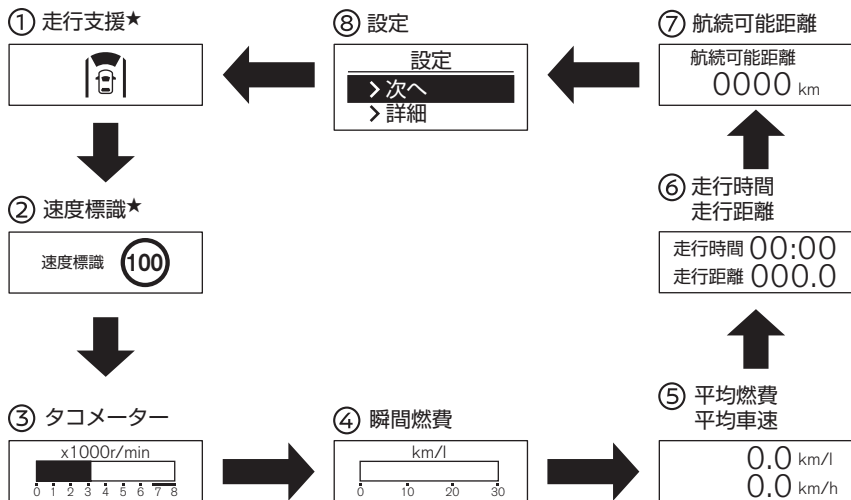 ① 走行支援★
⑧ 設定
設定
>次へ
>詳細
⑦ 航続可能距離
航続可能距離
0000 km
② 速度標識★
速度標識 100
⑥ 走行時間
走行距離
走行時間 00:00
走行距離 000.0
③ タコメーター
x1000r/min
0 1 2 3 4 5 6 7 8
④ 瞬間燃費
km/l
0 10 20 30
⑤ 平均燃費
平均車速
0.0 km/l
0.0 km/h